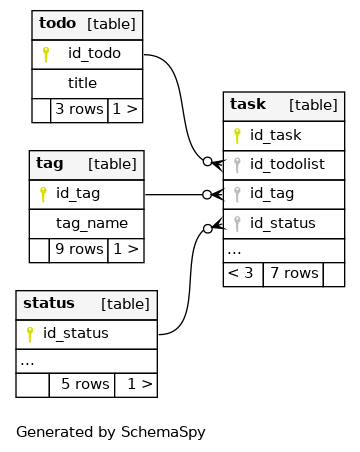 todo [table]
id_todo
title
3 rows 1 >
tag [table]
id_tag
tag_name
9 rows 1 >
status [table]
id_status
...
5 rows 1 >
task [table]
id_task
id_todolist
id_tag
id_status
...
< 3 7 rows
Generated by SchemaSpy